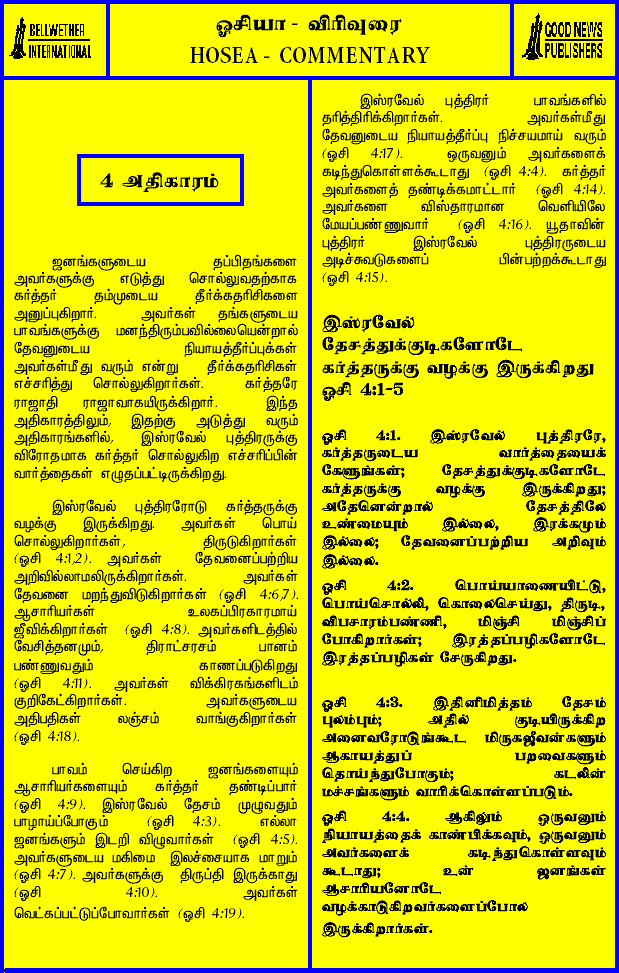 BELLWETHER
INTERNATIONAL
ஓசியா - விரிவுரை
HOSEA - COMMENTARY
GOOD NEWS
PUBLISHERS
4 அதிகாரம்
ஜனங்களுடைய தப்பிதங்களை
அவர்களுக்கு எடுத்து சொல்லுவதற்காக
கர்த்தர் தம்முடைய தீர்க்கதரிசிகளை
அனுப்புகிறார். அவர்கள் தங்களுடைய
பாவங்களுக்கு மனந்திரும்பவில்லையென்றால்
தேவனுடைய நியாயத்தீர்ப்புக்கள்
அவர்கள்மீது வரும் என்று தீர்க்கதரிசிகள்
எச்சரித்து சொல்லுகிறார்கள். கர்த்தரே
ராஜாதி ராஜாவாகயிருக்கிறார். இந்த
அதிகாரத்திலும், இதற்கு அடுத்து வரும்
அதிகாரங்களில், இஸ்ரவேல் புத்திரருக்கு
விரோதமாக கர்த்தர் சொல்லுகிற எச்சரிப்பின்
வார்த்தைகள் எழுதப்பட்டிருக்கிறது.
இஸ்ரவேல் புத்திரரோடு கர்த்தருக்கு
வழக்கு இருக்கிறது. அவர்கள் பொய்
சொல்லுகிறார்கள், திருடுகிறார்கள்
(ஓசி 4:1,2). அவர்கள் தேவனைப்பற்றிய
அறிவில்லாமலிருக்கிறார்கள். அவர்கள்
தேவனை மறந்துவிடுகிறார்கள் (ஓசி 4:6,7).
ஆசாரியர்கள் உலகப்பிரகாரமாய்
ஜீவிக்கிறார்கள் (ஓசி 4:8). அவர்களிடத்தில்
வேசித்தனமும், திராட்சரசம் பானம்
பண்ணுவதும் காணப்படுகிறது
(ஓசி 4:11). அவர்கள் விக்கிரகங்களிடம்
குறிகேட்கிறார்கள். அவர்களுடைய
அதிபதிகள் லஞ்சம் வாங்குகிறார்கள்
(ஓசி 4:18).
பாவம் செய்கிற ஜனங்களையும்
ஆசாரியர்களையும் கர்த்தர் தண்டிப்பார்
(ஓசி 4:9). இஸ்ரவேல் தேசம் முழுவதும்
பாழாய்ப்போகும் (ஓசி 4:3). எல்லா
ஜனங்களும் இடறி விழுவார்கள் (ஓசி 4:5).
அவர்களுடைய மகிமை இலச்சையாக மாறும்
(ஓசி 4:7). அவர்களுக்கு திருப்தி இருக்காது
(ஓசி 4:10). அவர்கள்
வெட்கப்பட்டுப்போவார்கள் (ஓசி 4:19).
இஸ்ரவேல் புத்திரர் பாவங்களில்
தரித்திரிக்கிறார்கள். அவர்கள்மீது
தேவனுடைய நியாயத்தீர்ப்பு நிச்சயமாய் வரும்
(ஓசி 4:17). ஒருவனும் அவர்களைக்
கடிந்துகொள்ளக்கூடாது (ஓசி 4:4). கர்த்தர்
அவர்களைத் தண்டிக்கமாட்டார் (ஓசி 4:14).
அவர்களை விஸ்தாரமான வெளியிலே
மேயப்பண்ணுவார் (ஓசி 4:16). யூதாவின்
புத்திரர் இஸ்ரவேல் புத்திரருடைய
அடிச்சுவடுகளைப் பின்பற்றக்கூடாது
(ஓசி 4:15).
இஸ்ரவேல்
தேசத்துக்குடிகளோடே
கர்த்தருக்கு வழக்கு இருக்கிறது
ஓசி 4:1-5
ஓசி 4:1. இஸ்ரவேல் புத்திரரே,
கர்த்தருடைய வார்த்தையைக்
கேளுங்கள்; தேசத்துக்குடிகளோடே
கர்த்தருக்கு வழக்கு இருக்கிறது;
அதேனென்றால் தேசத்திலே
உண்மையும் இல்லை, இரக்கமும்
இல்லை; தேவனைப்பற்றிய அறிவும்
இல்லை.
ஓசி 4:2. பொய்யாணையிட்டு,
பொய்சொல்லி, கொலைசெய்து, திருடி,
விபசாரம்பண்ணி, மிஞ்சி மிஞ்சிப்
போகிறார்கள்; இரத்தப்பழிகளோடே
இரத்தப்பழிகள் சேருகிறது.
ஓசி 4:3. இதினிமித்தம் தேசம்
புலம்பும்; அதில் குடியிருக்கிற
அனைவரோடுங்கூட மிருகஜீவன்களும்
ஆகாயத்துப் பறவைகளும்
தொய்ந்துபோகும்; கடலின்
மச்சங்களும் வாரிக்கொள்ளப்படும்.
ஓசி 4:4. ஆகிலும் ஒருவனும்
நியாயத்தைக் காண்பிக்கவும், ஒருவனும்
அவர்களைக் கடிந்துகொள்ளவும்
கூடாது; உன் ஜனங்கள்
ஆசாரியனோடே
வழக்காடுகிறவர்களைப்போல
இருக்கிறார்கள்.